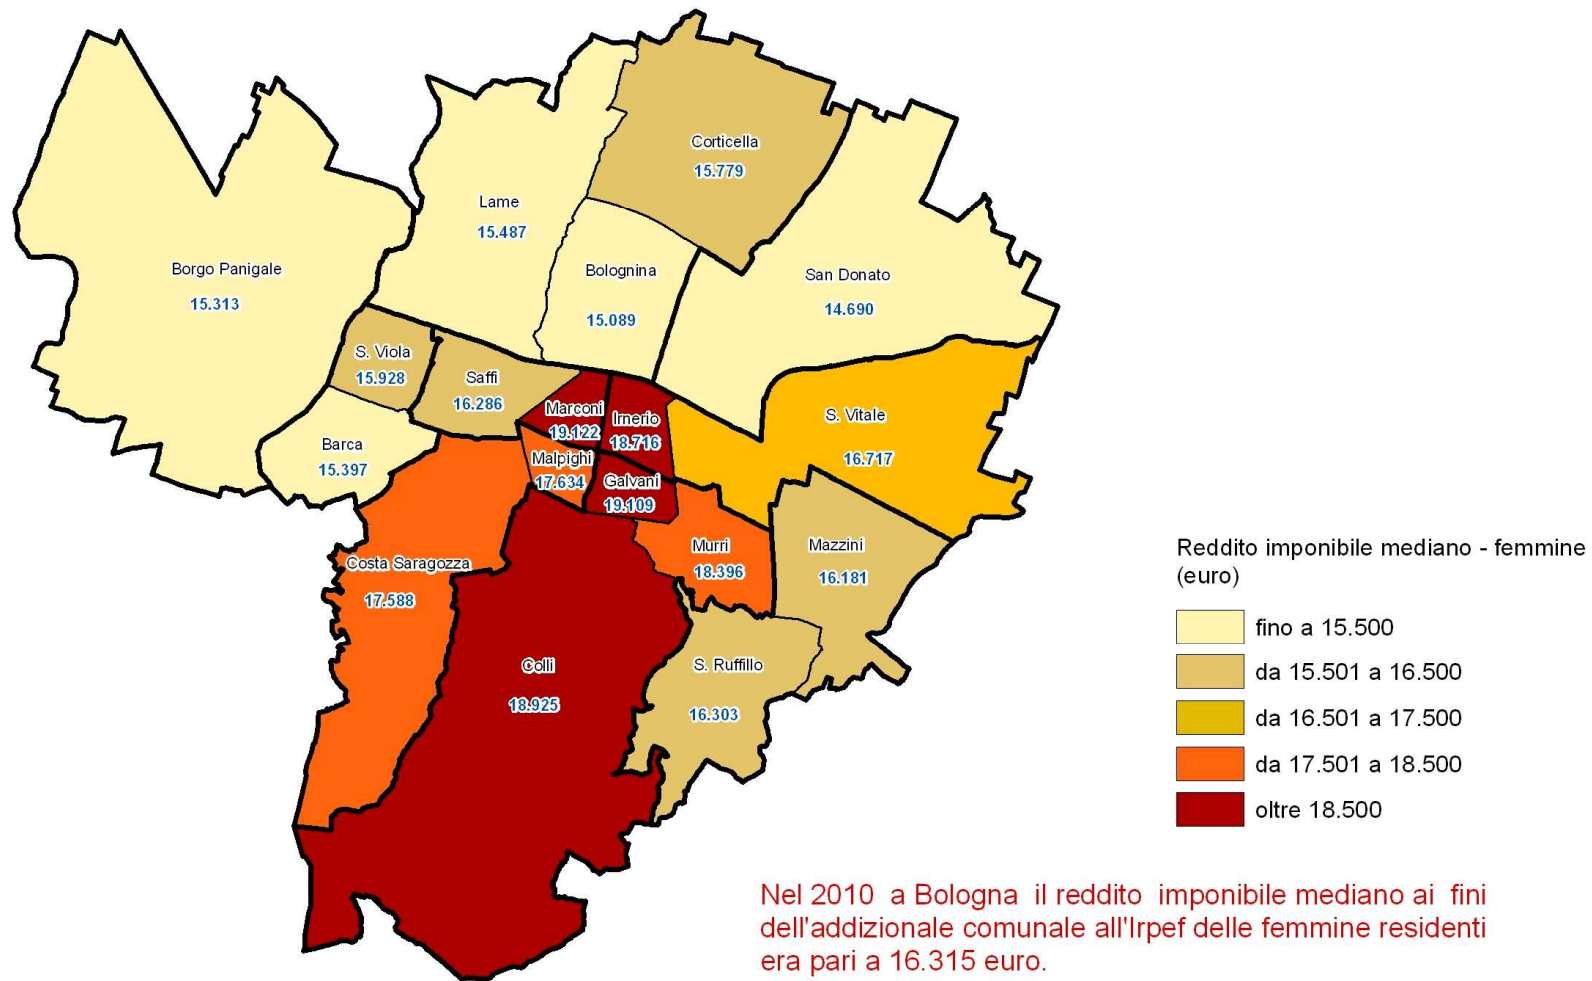 Corticella
15.779
Lame
15.487
Borgo Panigale
15.313
Bolognina
15.089
San Donato
14.690
S. Viola
15.928
Saffi
16.286
Marconi
19.122
Irnerio
18.716
S. Vitale
16.717
Barca
15.397
Malpighi
17.634
Galvani
19.109
Costa Saragozza
17.588
Murri
18.396
Mazzini
16.181
Colli
18.925
S. Ruffillo
16.303
Reddito imponibile mediano - femmine
(euro)
fino a 15.500
da 15.501 a 16.500
da 16.501 a 17.500
da 17.501 a 18.500
oltre 18.500
Nel 2010 a Bologna il reddito imponibile mediano ai fini
dell'addizionale comunale all'Irpef delle femmine residenti
era pari a 16.315 euro.